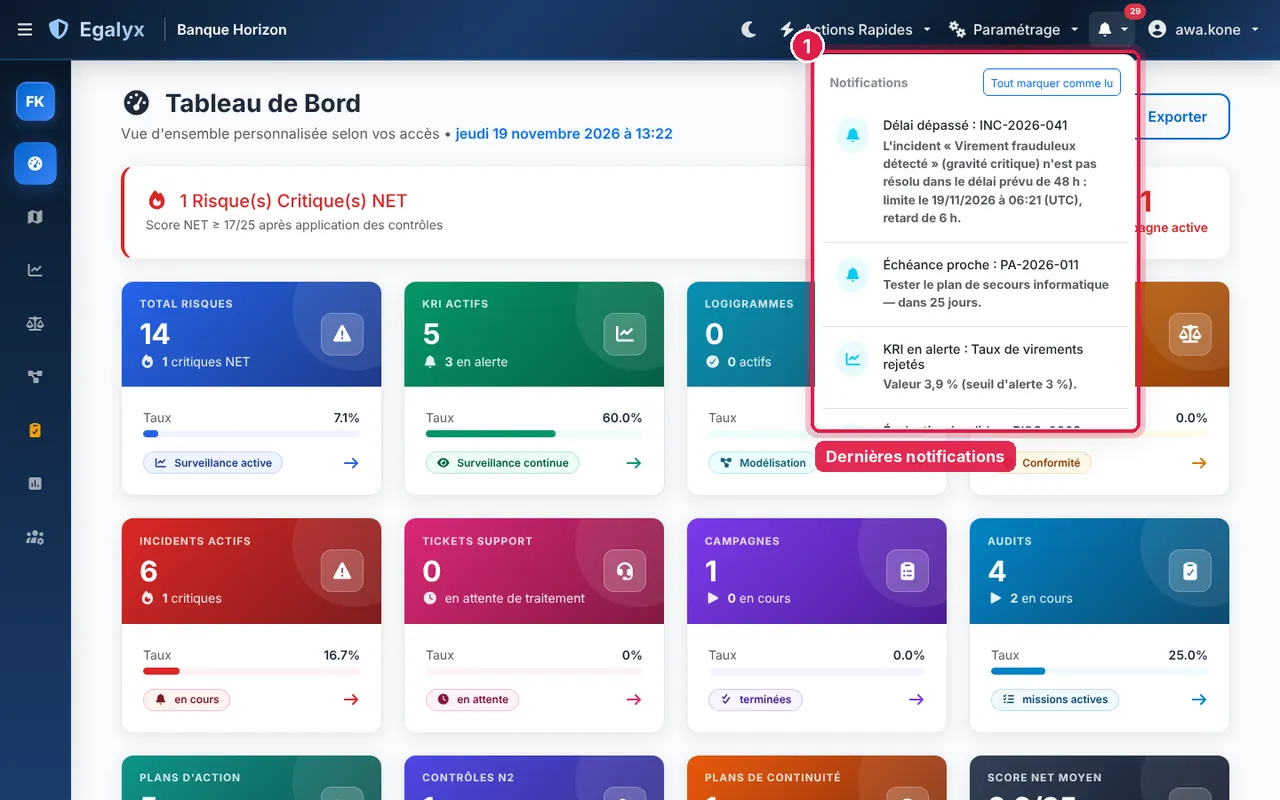 Egalyx
Banque Horizon
Actions Rapides
Paramétrage
29
awa.kone
1
FK
Tableau de Bord
Vue d'ensemble personnalisée selon vos accès • jeudi 19 novembre 2026 à 13:22
Exporter
Notifications
Tout marquer comme lu
Délai dépassé : INC-2026-041
L'incident « Virement frauduleux
détecté » (gravité critique) n'est pas
résolu dans le délai prévu de 48 h :
limite le 19/11/2026 à 06:21 (UTC),
retard de 6 h.
Échéance proche : PA-2026-011
Tester le plan de secours informatique
— dans 25 jours.
KRI en alerte : Taux de virements
rejetés
Valeur 3,9 % (seuil d'alerte 3 %).
Dernières notifications
1 Risque(s) Critique(s) NET
Score NET ≥ 17/25 après application des contrôles
1
active
TOTAL RISQUES
14
1 critiques NET
Taux
7.1%
Surveillance active
KRI ACTIFS
5
3 en alerte
Taux
60.0%
Surveillance continue
LOGIGRAMMES
0
0 actifs
Taux
Modélisation
0.0%
Conformité
INCIDENTS ACTIFS
6
1 critiques
Taux
16.7%
en cours
TICKETS SUPPORT
0
en attente de traitement
Taux
0%
en attente
CAMPAGNES
1
0 en cours
Taux
0.0%
terminées
AUDITS
4
2 en cours
Taux
25.0%
missions actives
PLANS D'ACTION
CONTRÔLES N2
PLANS DE CONTINUITÉ
SCORE NET MOYEN